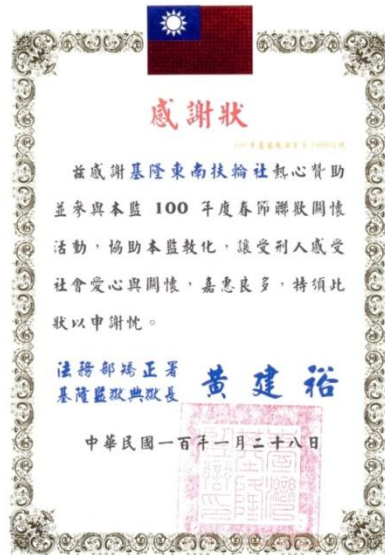 感謝狀
茲感謝基隆東南扶輪社熱心贊助
並參與本監 100 年度春節聯歡關懷
活動，協助本監教化，讓受刑人感受
社會愛心與關懷，嘉惠良多，特頒此
狀以申謝忱。
法務部矯正署
基隆監獄典獄長
黃建裕
中華民國一百年一月二十八日